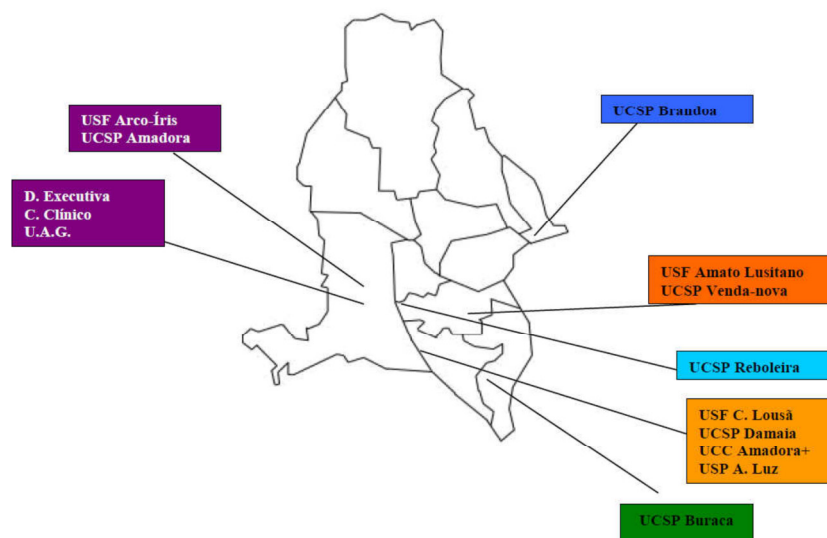 USF Arco-Íris
UCSP Amadora
D. Executiva
C. Clínico
U.A.G.
UCSP Brandoa
USF Amato Lusitano
UCSP Venda-nova
UCSP Reboleira
USF C. Lousã
UCSP Damaia
UCC Amadora+
USP A. Luz
UCSP Buraca